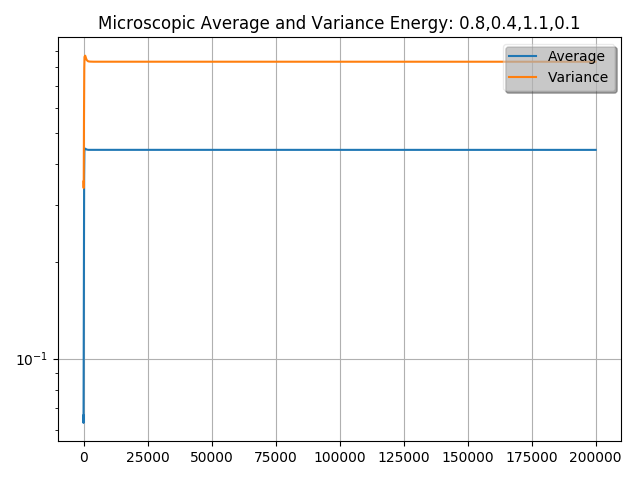 Microscopic Average and Variance Energy: 0.8,0.4,1.1,0.1
Average
Variance
10⁻¹
0 25000 50000 75000 100000 125000 150000 175000 200000